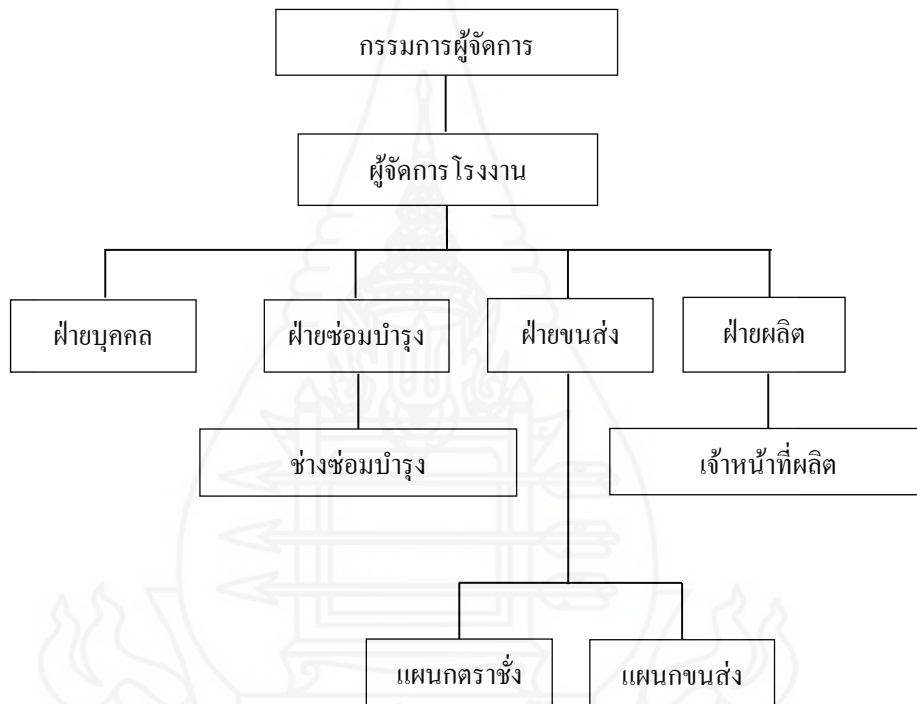 กรรมการผู้จัดการ
ผู้จัดการโรงงาน
ฝ่ายบุคคล
ฝ่ายซ่อมบำรุง
ฝ่ายขนส่ง
ฝ่ายผลิต
ช่างซ่อมบำรุง
เจ้าหน้าที่ผลิต
แผนกตราชั่ง
แผนกขนส่ง